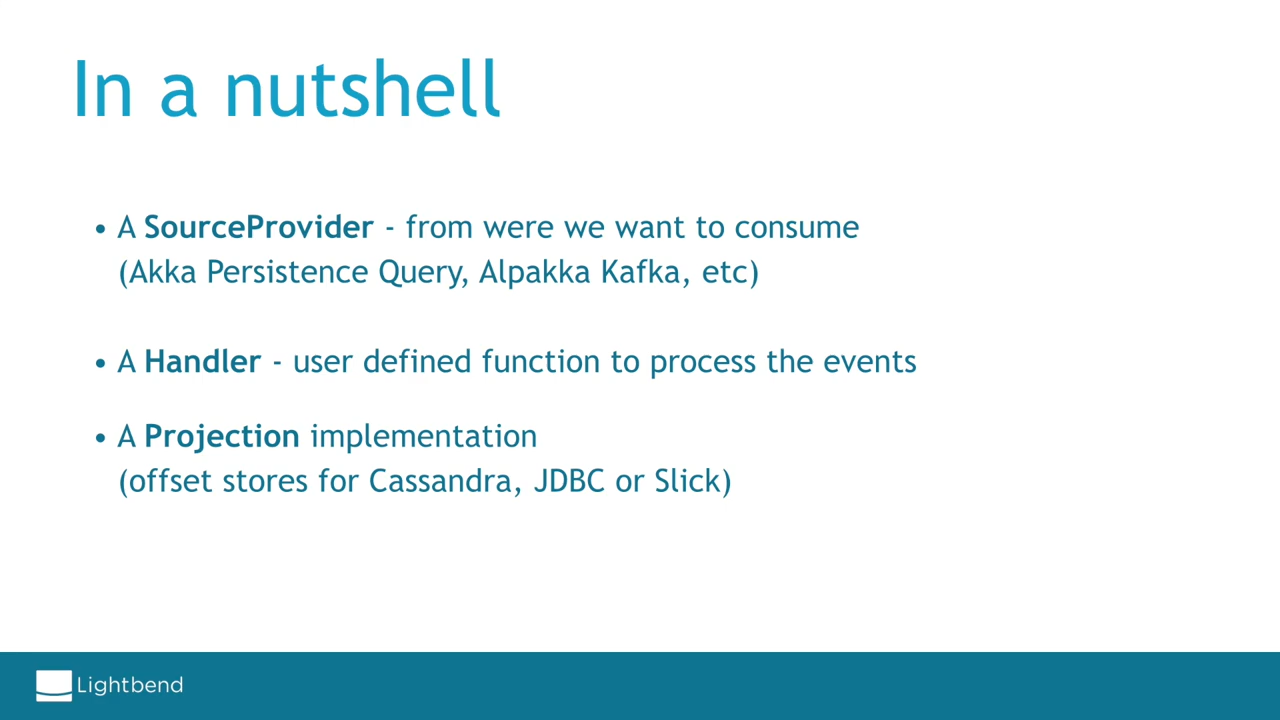 In a nutshell
• A SourceProvider - from were we want to consume
(Akka Persistence Query, Alpakka Kafka, etc)
• A Handler - user defined function to process the events
• A Projection implementation
(offset stores for Cassandra, JDBC or Slick)
Lightbend